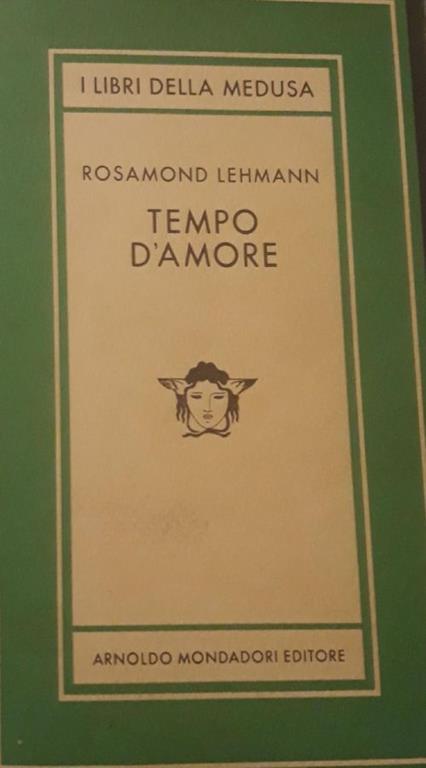 I LIBRI DELLA MEDUSA
ROSAMOND LEHMANN
TEMPO
D'AMORE
ARNOLDO MONDADORI EDITORE